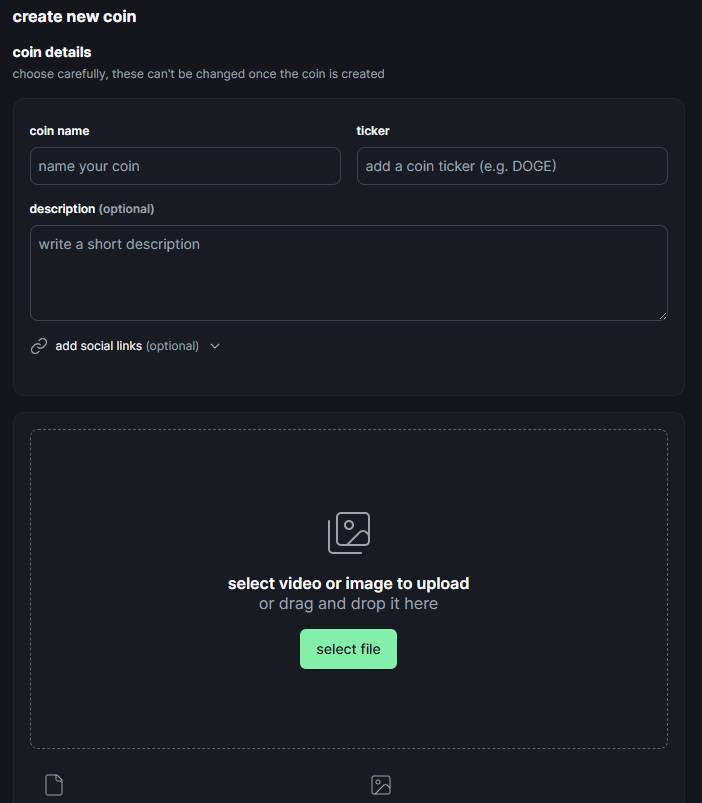 create new coin
coin details
choose carefully, these can't be changed once the coin is created
coin name
ticker
name your coin
add a coin ticker (e.g. DOGE)
description (optional)
write a short description
add social links (optional)
select video or image to upload
or drag and drop it here
select file